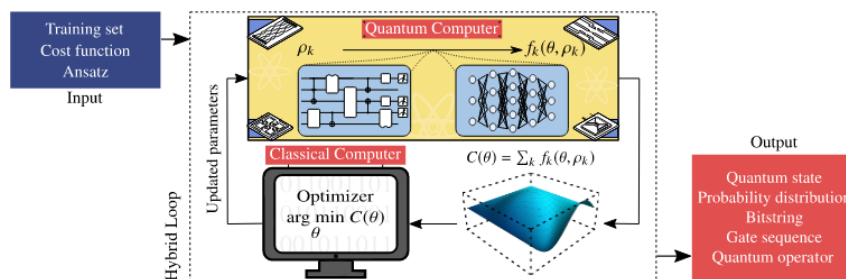 Training set
Cost function
Ansatz
Input
Quantum Computer
ρ_k
f_k(θ, ρ_k)
Hybrid Loop
Updated parameters
Classical Computer
Optimizer
arg min C(θ)
θ
C(θ) = ∑_k f_k(θ, ρ_k)
Output
Quantum state
Probability distribution
Bitstring
Gate sequence
Quantum operator